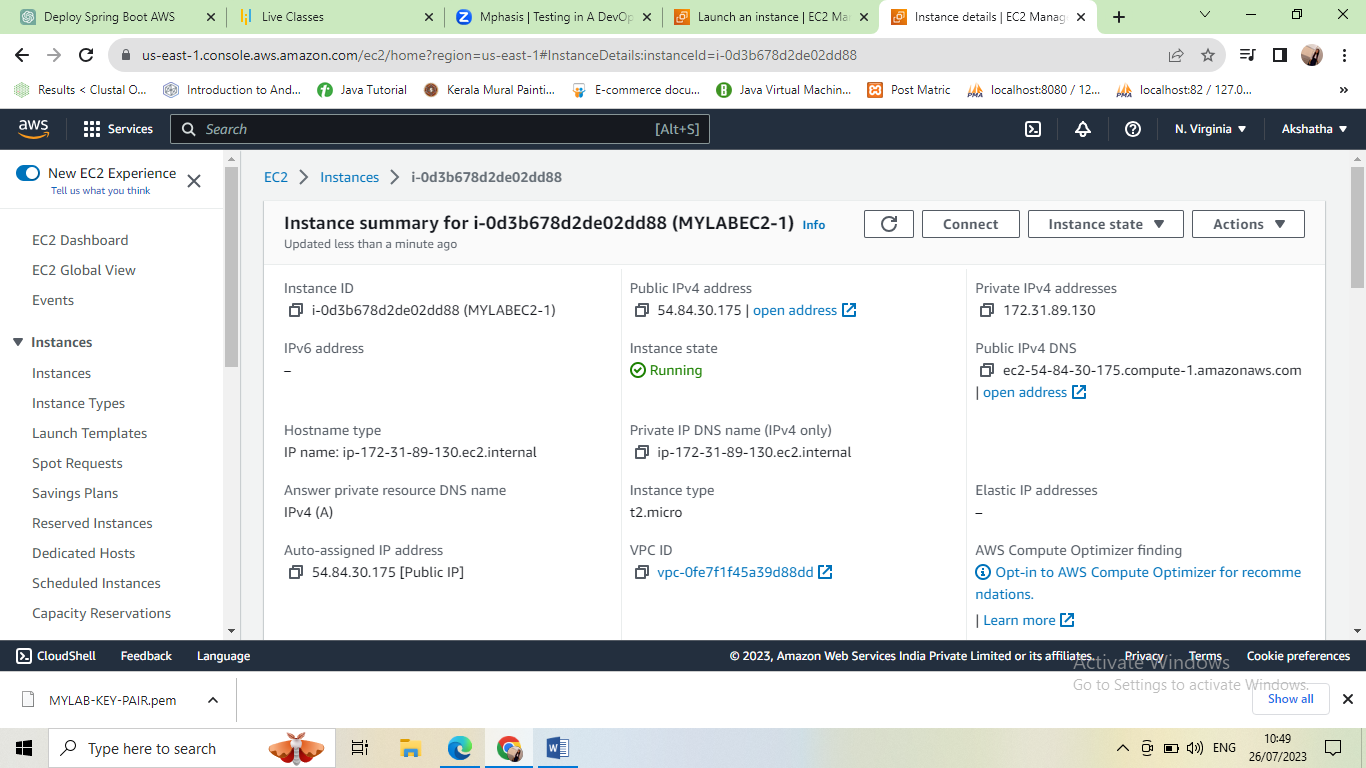 Deploy Spring Boot AWS
Live Classes
Mphasis | Testing in A DevOp
Launch an instance | EC2 Ma
Instance details | EC2 Manag
us-east-1.console.aws.amazon.com/ec2/home?region=us-east-1#InstanceDetails:instanceId=i-0d3b678d2de02dd88
Results < Clustal O...
Introduction to And...
Java Tutorial
Kerala Mural Painti...
E-commerce docu...
Java Virtual Machin...
Post Matric
localhost:8080 / 12...
localhost:82 / 127.0...
»
aws
Services
Search
[Alt+S]
N. Virginia
Akshatha
New EC2 Experience
Tell us what you think
EC2 Dashboard
EC2 Global View
Events
Instances
Instances
Instance Types
Launch Templates
Spot Requests
Savings Plans
Reserved Instances
Dedicated Hosts
Scheduled Instances
Capacity Reservations
EC2 > Instances > i-0d3b678d2de02dd88
Instance summary for i-0d3b678d2de02dd88 (MYLABEC2-1) Info
Updated less than a minute ago
Connect
Instance state
Actions
Instance ID
i-0d3b678d2de02dd88 (MYLABEC2-1)
Public IPv4 address
54.84.30.175 | open address
Private IPv4 addresses
172.31.89.130
IPv6 address
–
Instance state
Running
Public IPv4 DNS
ec2-54-84-30-175.compute-1.amazonaws.com
| open address
Hostname type
IP name: ip-172-31-89-130.ec2.internal
Private IP DNS name (IPv4 only)
ip-172-31-89-130.ec2.internal
Answer private resource DNS name
IPv4 (A)
Instance type
t2.micro
Elastic IP addresses
–
Auto-assigned IP address
54.84.30.175 [Public IP]
VPC ID
vpc-0fe7f1f45a39d88dd
AWS Compute Optimizer finding
Opt-in to AWS Compute Optimizer for recomme
ndations.
| Learn more
CloudShell
Feedback
Language
© 2023, Amazon Web Services India Private Limited or its affiliates.
Privacy
Terms
Cookie preferences
Activate Windows
Go to Settings to activate Windows.
MYLAB-KEY-PAIR.pem
Show all
Type here to search
ENG
10:49
26/07/2023